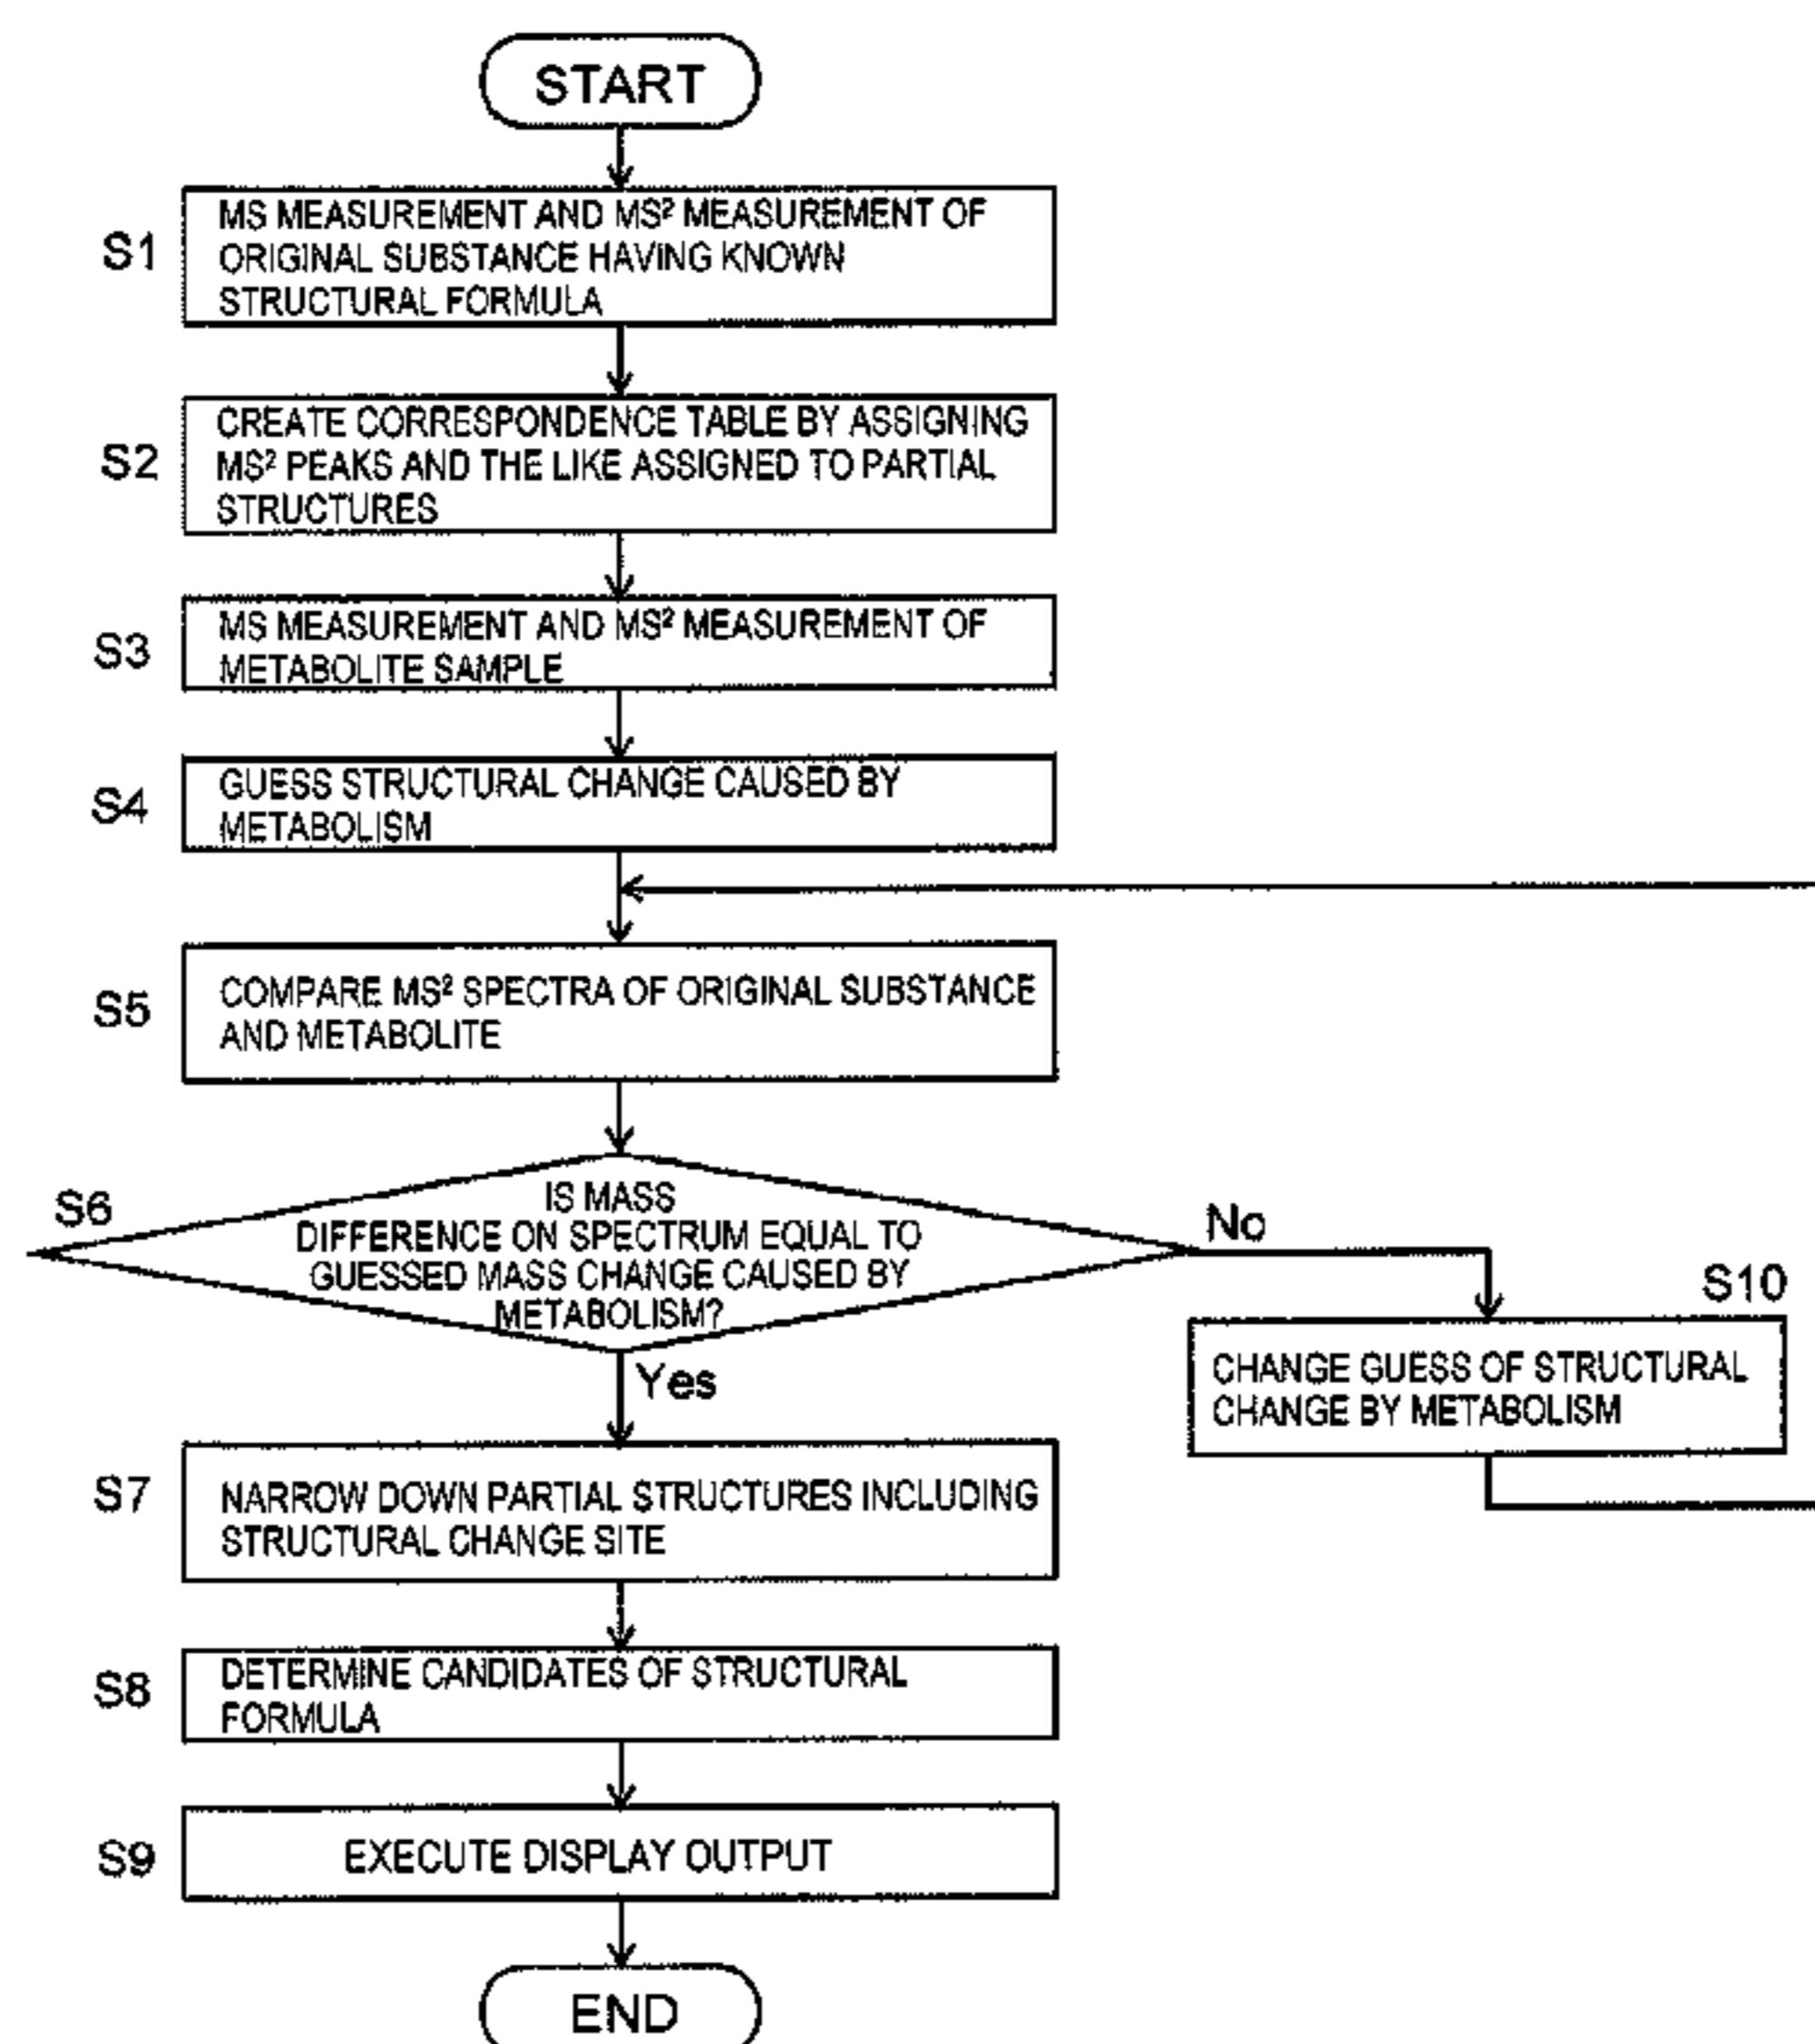 START
S1
MS MEASUREMENT AND MS² MEASUREMENT OF
ORIGINAL SUBSTANCE HAVING KNOWN
STRUCTURAL FORMULA
S2
CREATE CORRESPONDENCE TABLE BY ASSIGNING
MS² PEAKS AND THE LIKE ASSIGNED TO PARTIAL
STRUCTURES
S3
MS MEASUREMENT AND MS² MEASUREMENT OF
METABOLITE SAMPLE
S4
GUESS STRUCTURAL CHANGE CAUSED BY
METABOLISM
S5
COMPARE MS² SPECTRA OF ORIGINAL SUBSTANCE
AND METABOLITE
S6
IS MASS
DIFFERENCE ON SPECTRUM EQUAL TO
GUESSED MASS CHANGE CAUSED BY
METABOLISM?
No
S10
CHANGE GUESS OF STRUCTURAL
CHANGE BY METABOLISM
Yes
S7
NARROW DOWN PARTIAL STRUCTURES INCLUDING
STRUCTURAL CHANGE SITE
S8
DETERMINE CANDIDATES OF STRUCTURAL
FORMULA
S9
EXECUTE DISPLAY OUTPUT
END